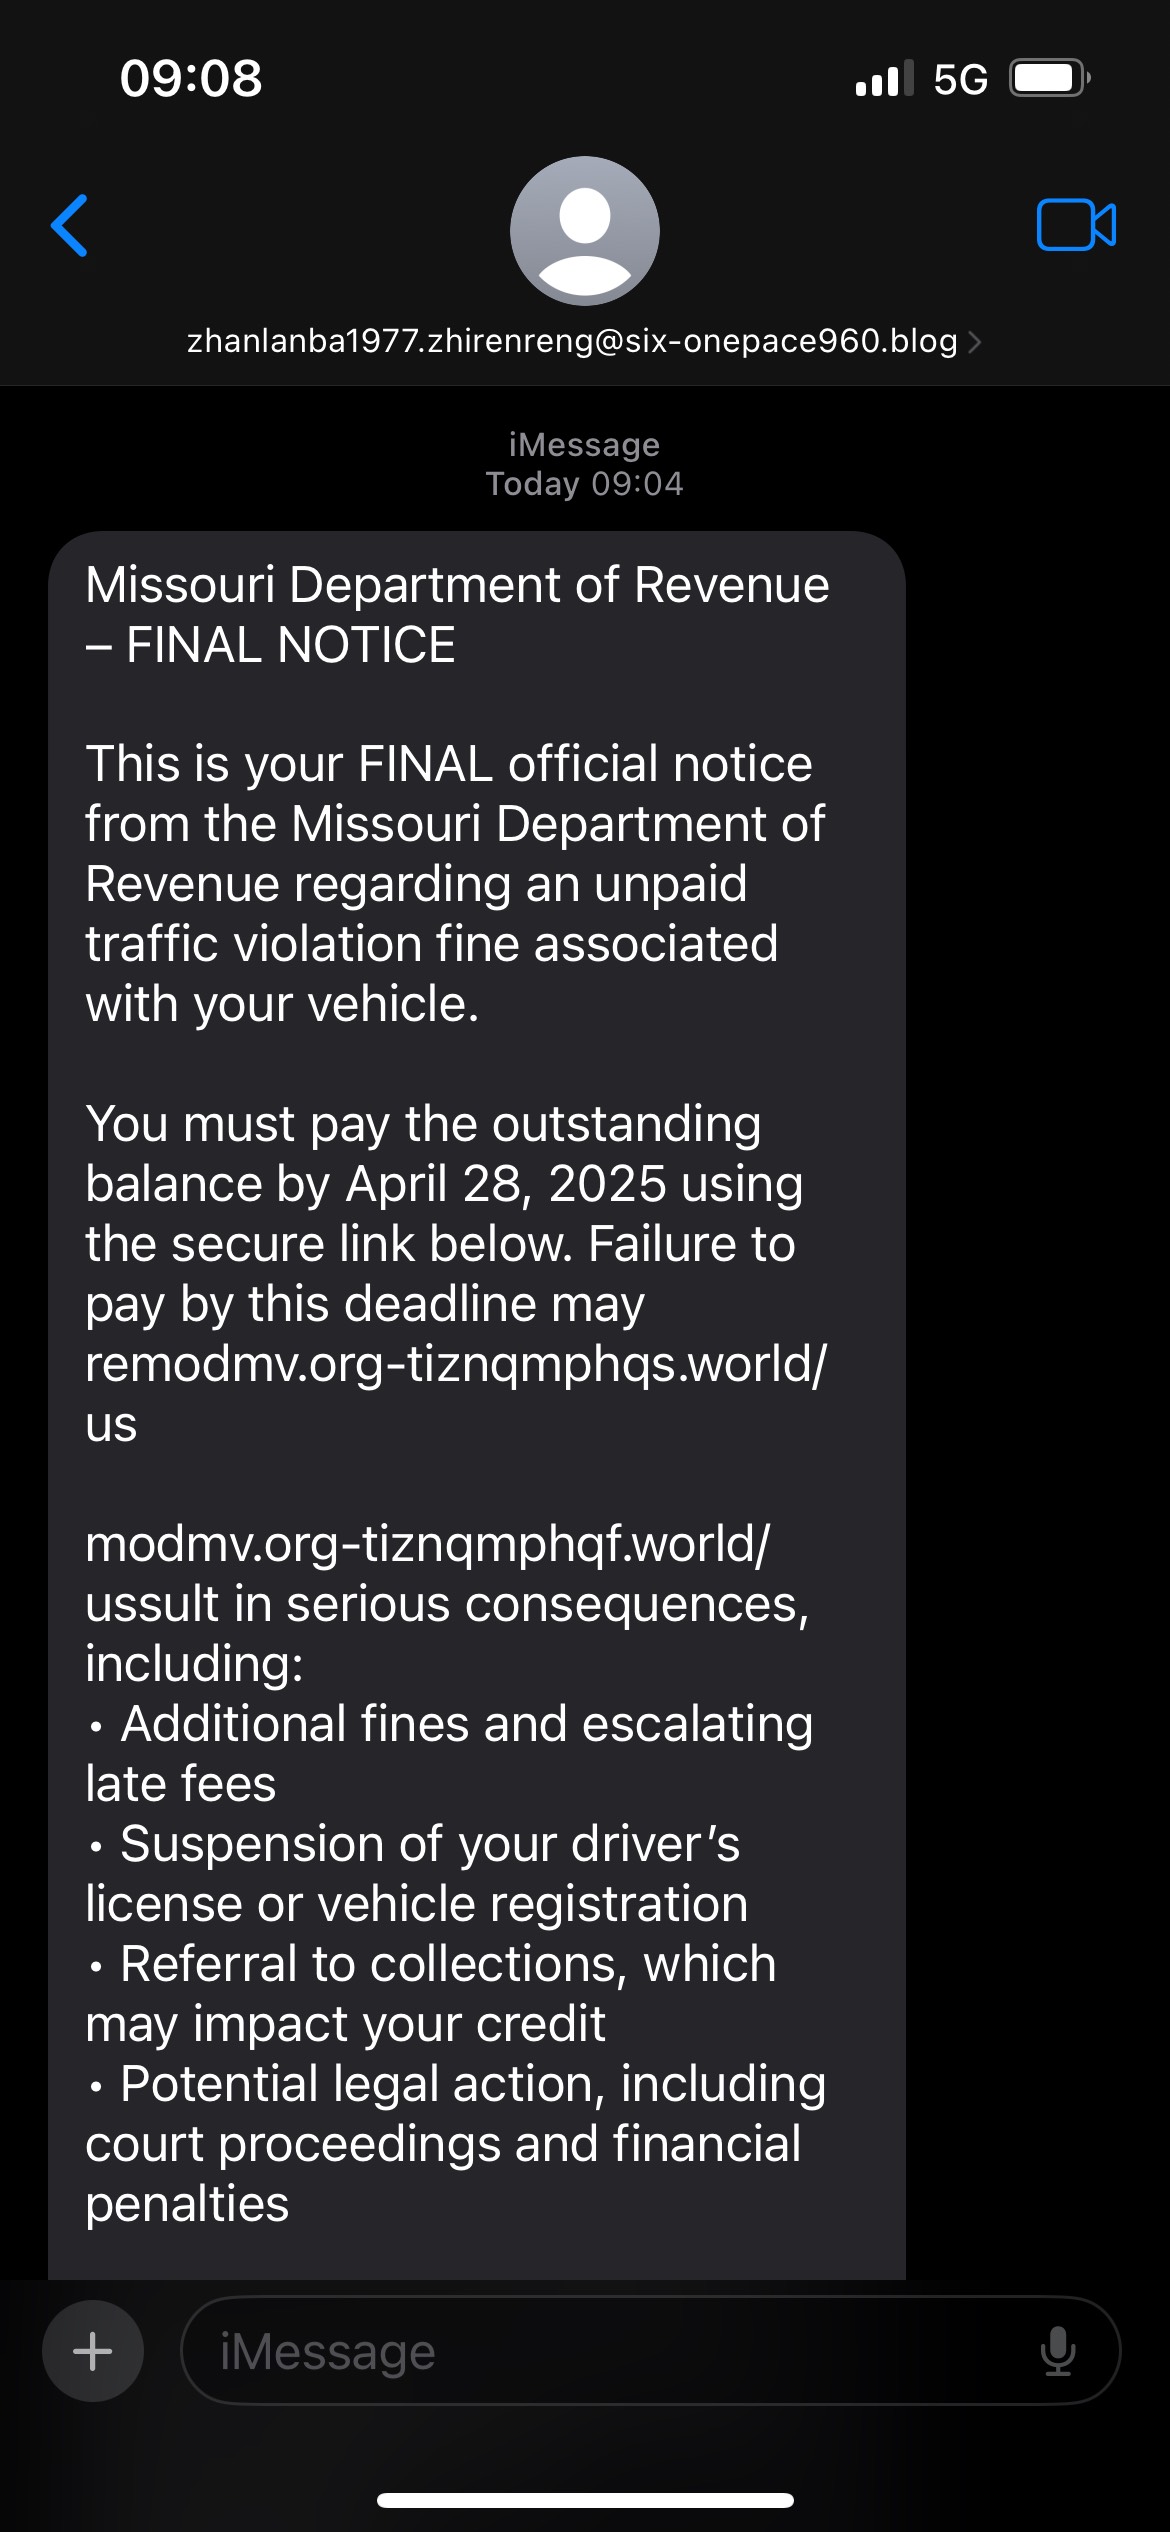 09:08
5G
zhanlanba1977.zhirenreng@six-onepace960.blog
iMessage
Today 09:04
Missouri Department of Revenue
– FINAL NOTICE
This is your FINAL official notice
from the Missouri Department of
Revenue regarding an unpaid
traffic violation fine associated
with your vehicle.
You must pay the outstanding
balance by April 28, 2025 using
the secure link below. Failure to
pay by this deadline may
remodmv.org-tiznqmphqs.world/
us
modmv.org-tiznqmphqf.world/
ussult in serious consequences,
including:
• Additional fines and escalating
late fees
• Suspension of your driver’s
license or vehicle registration
• Referral to collections, which
may impact your credit
• Potential legal action, including
court proceedings and financial
penalties
iMessage